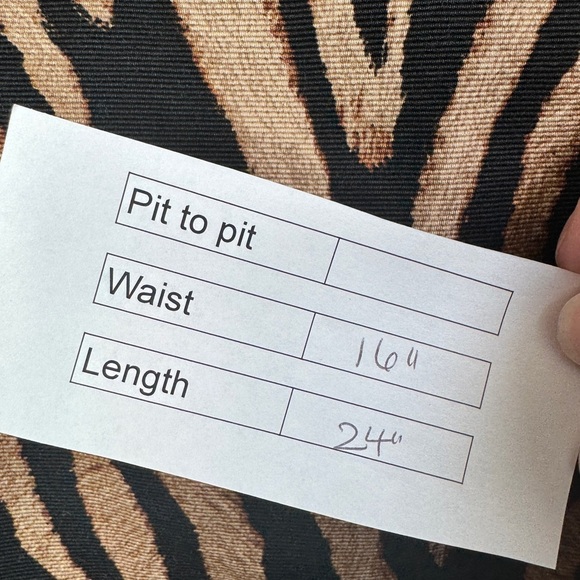 Pit to pit
Waist 16"
Length 24"